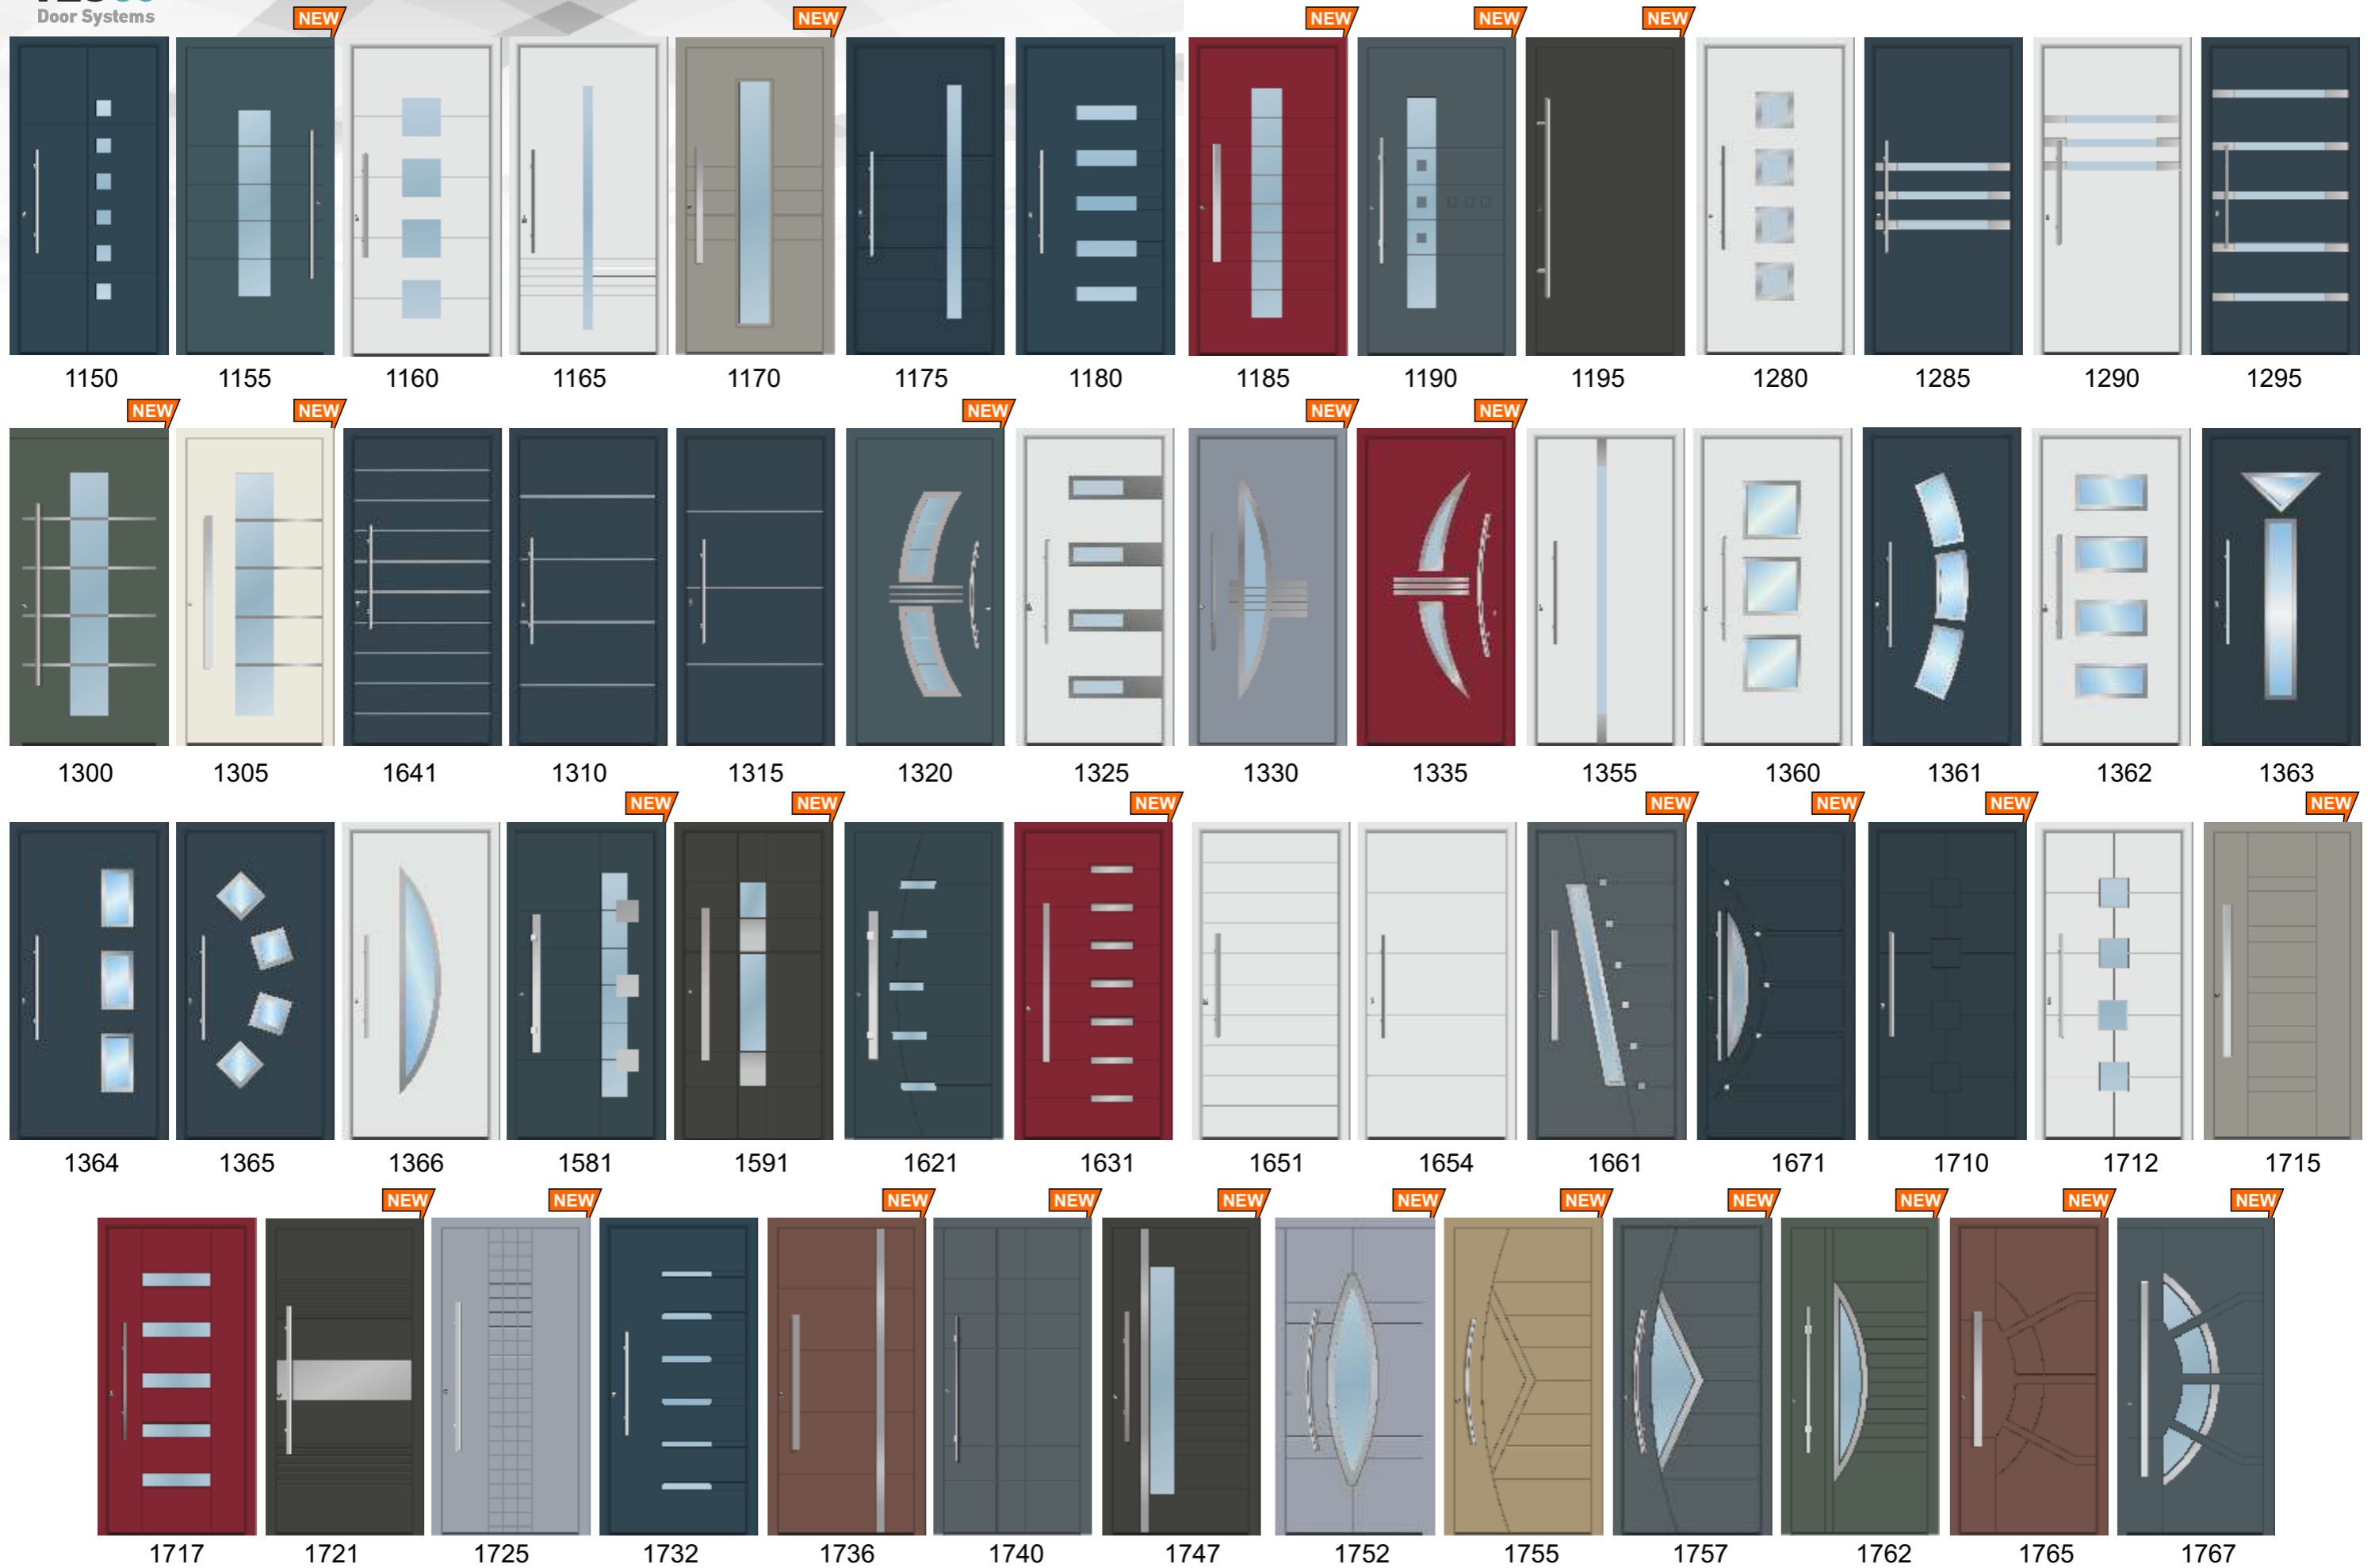 Door Systems
NEW NEW NEW NEW NEW
1150 1155 1160 1165 1170 1175 1180 1185 1190 1195 1280 1285 1290 1295
NEW NEW NEW NEW NEW
1300 1305 1641 1310 1315 1320 1325 1330 1335 1355 1360 1361 1362 1363
NEW NEW NEW NEW NEW NEW NEW
1364 1365 1366 1581 1591 1621 1631 1651 1654 1661 1671 1710 1712 1715
NEW NEW NEW NEW NEW NEW NEW NEW NEW NEW NEW
1717 1721 1725 1732 1736 1740 1747 1752 1755 1757 1762 1765 1767